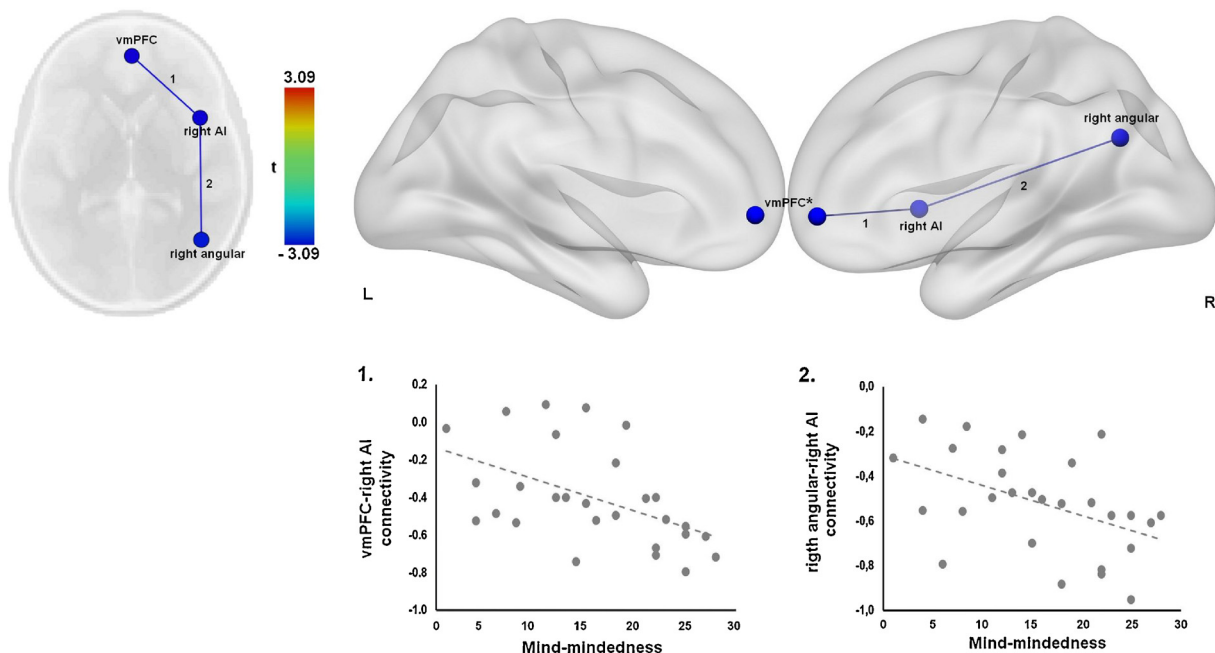 vmPFC
1
right AI
2
right angular
3.09
t
- 3.09
right angular
2
vmPFC*
1
right AI
L
R
1.
vmPFC-right AI
connectivity
0.2
0.0
-0.2
-0.4
-0.6
-0.8
-1.0
0
5
10
15
20
25
30
Mind-mindedness
2.
rigth angular-right AI
connectivity
0,0
-0,2
-0,4
-0,6
-0,8
-1,0
0
5
10
15
20
25
30
Mind-mindedness